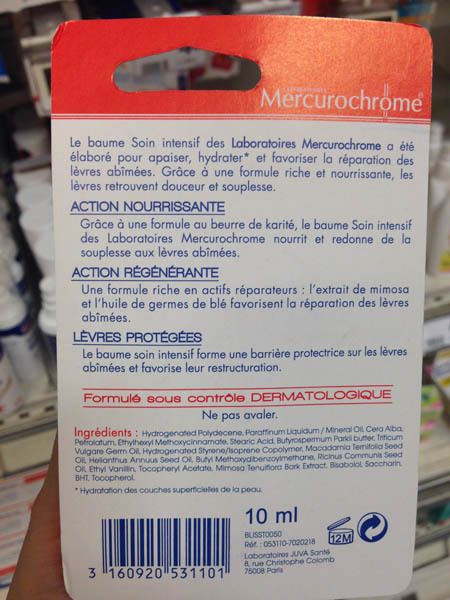 LABORATOIRES
Mercurochrome®
Le baume Soin intensif des Laboratoires Mercurochrome a été
élaboré pour apaiser, hydrater* et favoriser la réparation des
lèvres abîmées. Grâce à une formule riche et nourrissante, les
lèvres retrouvent douceur et souplesse.
ACTION NOURRISSANTE
Grâce à une formule au beurre de karité, le baume Soin intensif
des Laboratoires Mercurochrome nourrit et redonne de la
souplesse aux lèvres abîmées.
ACTION RÉGÉNÉRANTE
Une formule riche en actifs réparateurs : l'extrait de mimosa
et l'huile de germes de blé favorisent la réparation des lèvres
abîmées.
LÈVRES PROTÉGÉES
Le baume soin intensif forme une barrière protectrice sur les lèvres
abîmées et favorise leur restructuration.
Formulé sous contrôle DERMATOLOGIQUE
Ne pas avaler.
Ingrédients : Hydrogenated Polydecene, Paraffinum Liquidum / Mineral Oil, Cera Alba,
Petrolatum, Ethylhexyl Methoxycinnamate, Stearic Acid, Butyrospermum Parkii butter, Triticum
Vulgare Germ Oil, Hydrogenated Styrene/Isoprene Copolymer, Macadamia Ternifolia Seed
Oil, Helianthus Annuus Seed Oil, Butyl Methoxydibenzoylmethane, Ricinus Communis Seed
Oil, Ethyl Vanillin, Tocopheryl Acetate, Mimosa Tenuiflora Bark Extract, Bisabolol, Saccharin,
BHT, Tocopherol.
* Hydratation des couches superficielles de la peau.
10 ml
BLISST0050
Réf. : 053110-7020218
Laboratoires JUVA Santé
8, rue Christophe Colomb
75008 Paris
12M
3 160920 531101